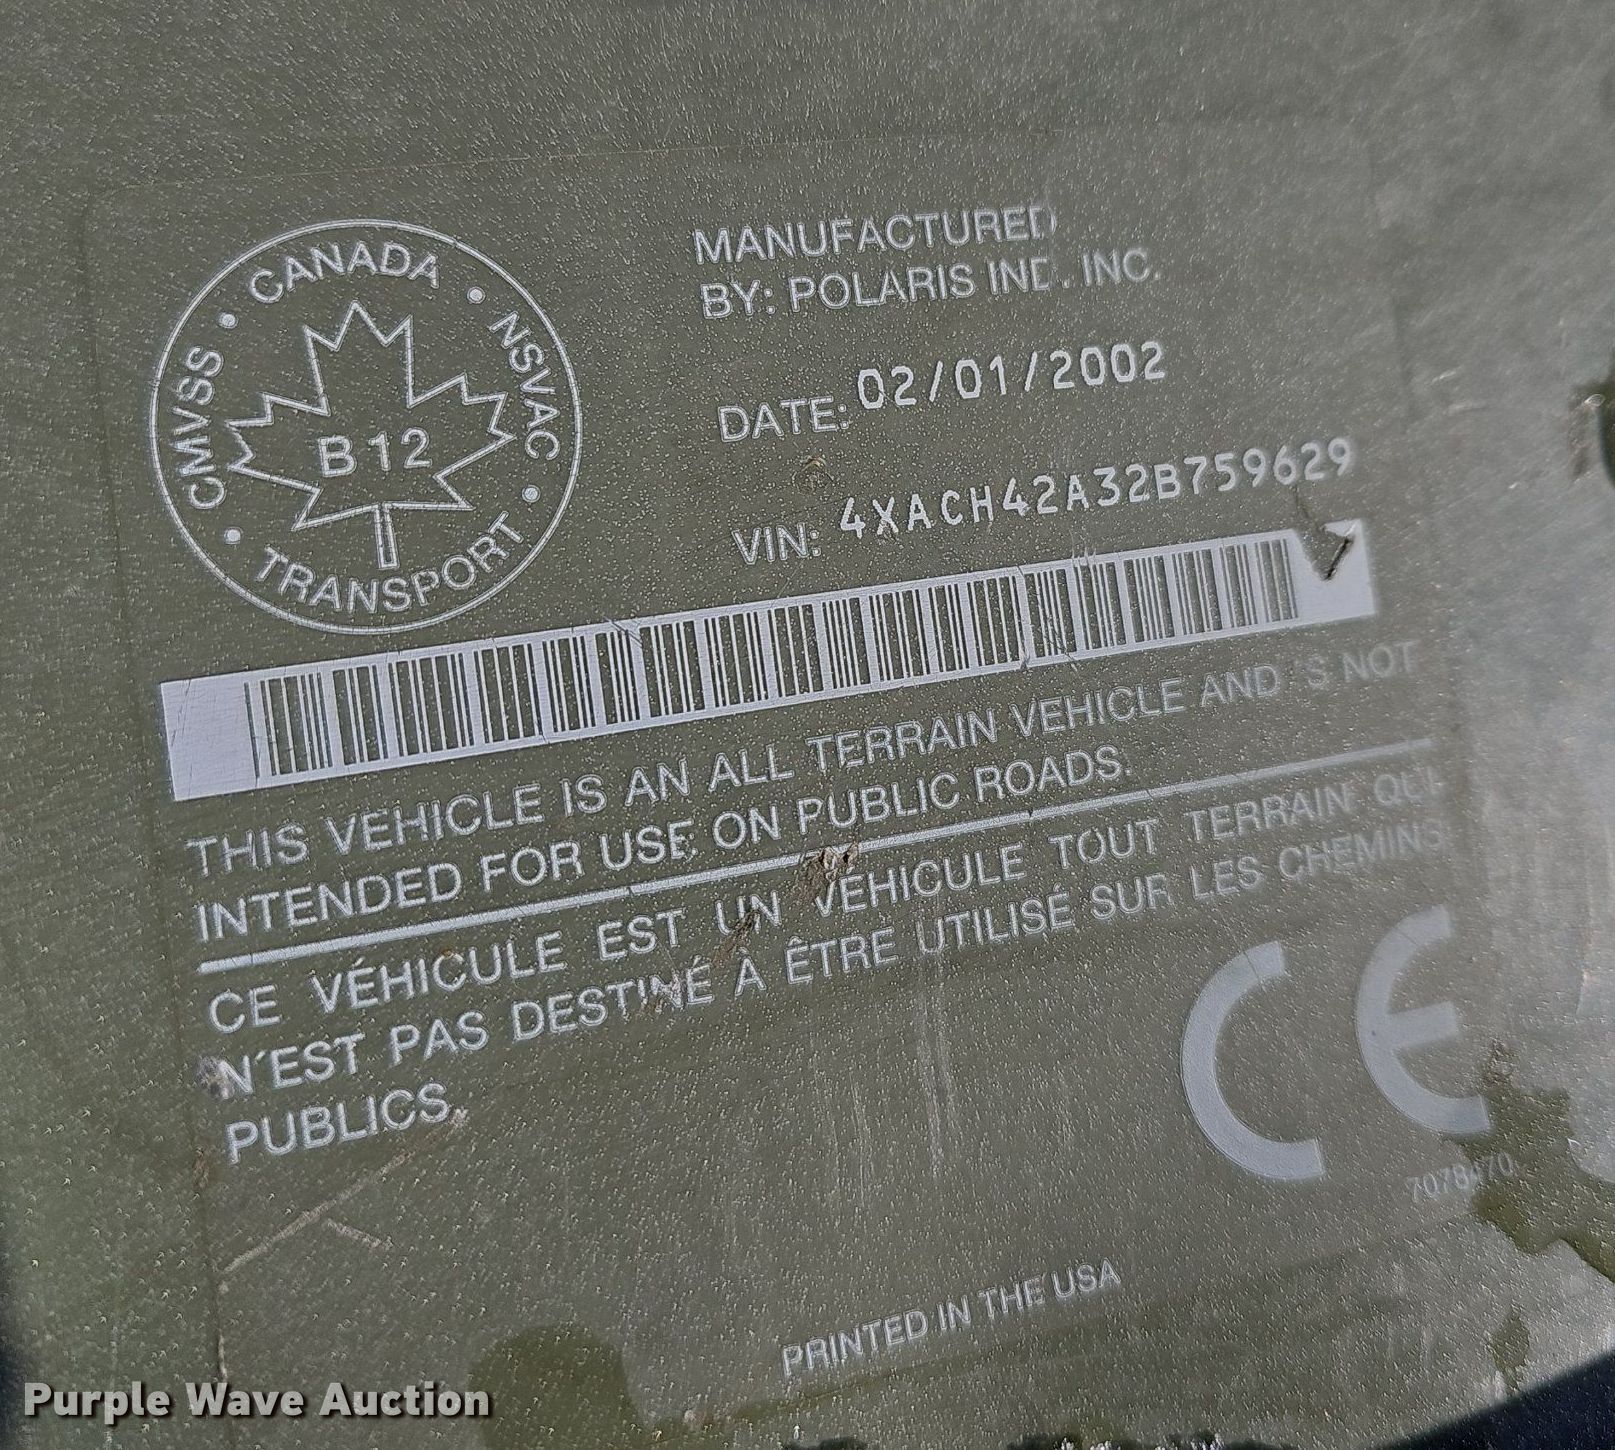 CANADA
CMVSS
NSVAC
B12
TRANSPORT
MANUFACTURED
BY: POLARIS IND. INC.
DATE: 02/01/2002
VIN: 4XACH42A32B759629
THIS VEHICLE IS AN ALL TERRAIN VEHICLE AND IS NOT
INTENDED FOR USE ON PUBLIC ROADS.
CE VÉHICULE EST UN VÉHICULE TOUT TERRAIN QUI
N'EST PAS DESTINÉ À ÊTRE UTILISÉ SUR LES CHEMINS
PUBLICS.
CE
PRINTED IN THE USA
Purple Wave Auction